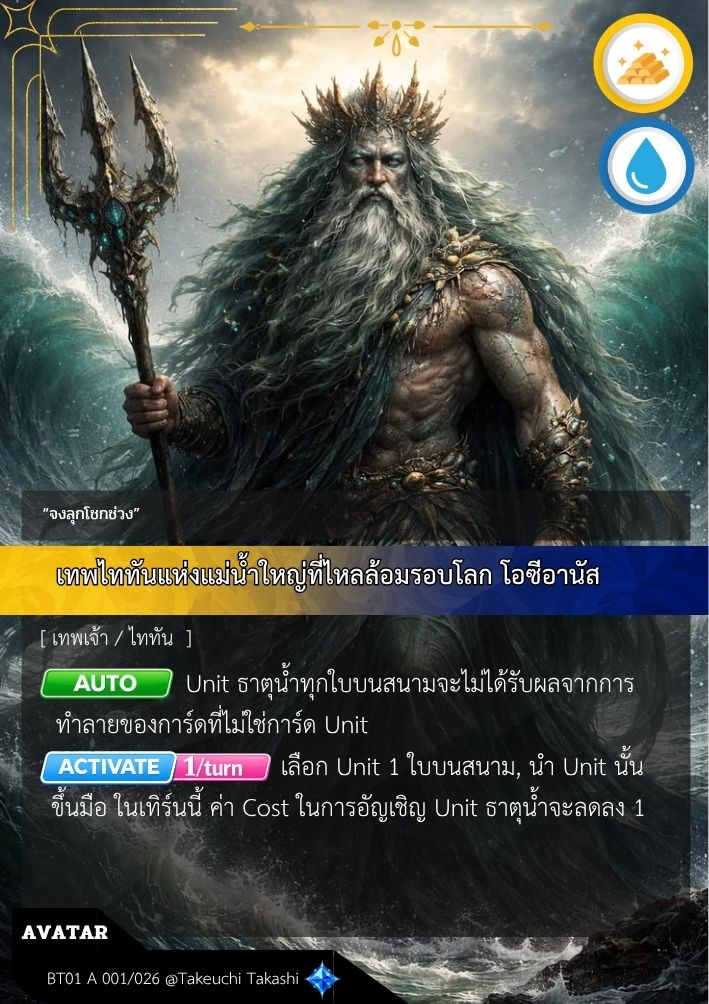 “จงลุกโชกช่วง”
เทพไททันแห่งแม่น้ำใหญ่ที่ไหลล้อมรอบโลก โอซีอานัส
[ เทพเจ้า / ไททัน ]
AUTO Unit ธาตุน้ำทุกใบบนสนามจะไม่ได้รับผลจากการ
ทำลายของการ์ดที่ไม่ใช่การ์ด Unit
ACTIVATE 1/turn เลือก Unit 1 ใบบนสนาม, นำ Unit นั้น
ขึ้นมือ ในเทิร์นนี้ ค่า Cost ในการอัญเชิญ Unit ธาตุน้ำจะลดลง 1
AVATAR
BT01 A 001/026 @Takeuchi Takashi